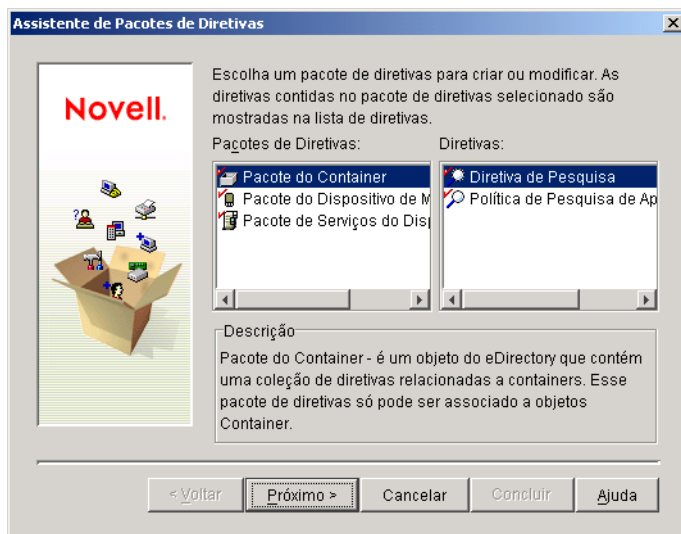 Assistente de Pacotes de Diretivas
Novell.
Escolha um pacote de diretivas para criar ou modificar. As
diretivas contidas no pacote de diretivas selecionado são
mostradas na lista de diretivas.
Pacotes de Diretivas:
Diretivas:
Pacote do Container
Pacote do Dispositivo de M
Pacote de Serviços do Disp
Diretiva de Pesquisa
Política de Pesquisa de Ap
Descrição
Pacote do Container - é um objeto do eDirectory que contém
uma coleção de diretivas relacionadas a containers. Esse
pacote de diretivas só pode ser associado a objetos
Container.
< Voltar
Próximo >
Cancelar
Concluir
Ajuda